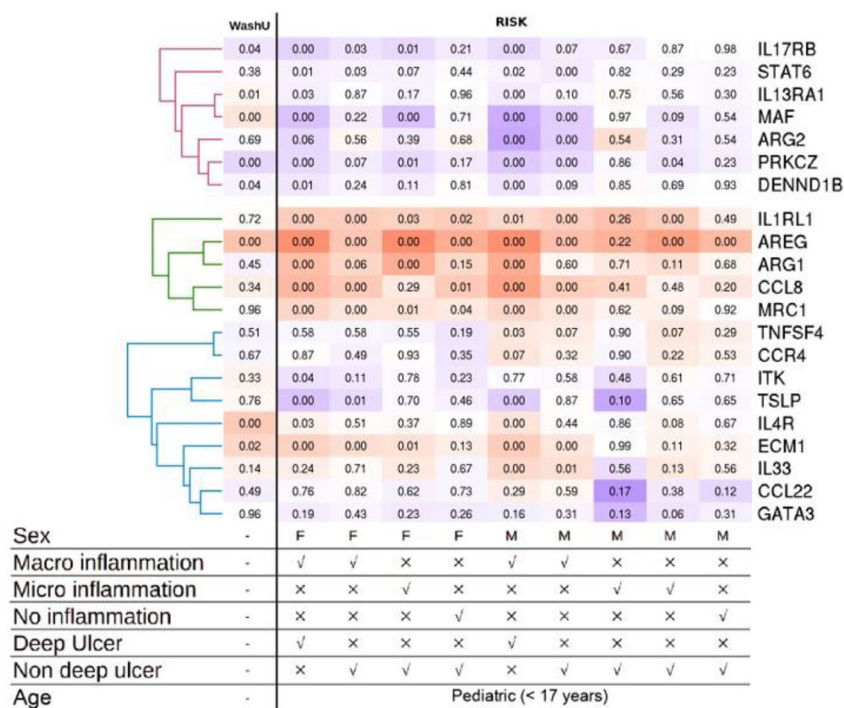 WashU RISK
0.04 0.00 0.03 0.01 0.21 0.00 0.07 0.67 0.87 0.98 IL17RB
0.38 0.01 0.03 0.07 0.44 0.02 0.00 0.82 0.29 0.23 STAT6
0.01 0.03 0.87 0.17 0.96 0.00 0.10 0.75 0.56 0.30 IL13RA1
0.00 0.00 0.22 0.00 0.71 0.00 0.00 0.97 0.09 0.54 MAF
0.69 0.06 0.56 0.39 0.68 0.00 0.00 0.54 0.31 0.54 ARG2
0.00 0.00 0.07 0.01 0.17 0.00 0.00 0.86 0.04 0.23 PRKCZ
0.04 0.01 0.24 0.11 0.81 0.00 0.09 0.85 0.69 0.93 DENND1B
0.72 0.00 0.00 0.03 0.02 0.01 0.00 0.26 0.00 0.49 IL1RL1
0.00 0.00 0.00 0.00 0.00 0.00 0.00 0.22 0.00 0.00 AREG
0.45 0.00 0.06 0.00 0.15 0.00 0.60 0.71 0.11 0.68 ARG1
0.34 0.00 0.00 0.29 0.01 0.00 0.00 0.41 0.48 0.20 CCL8
0.96 0.00 0.00 0.01 0.04 0.00 0.00 0.62 0.09 0.92 MRC1
0.51 0.58 0.58 0.55 0.19 0.03 0.07 0.90 0.07 0.29 TNFSF4
0.67 0.87 0.49 0.93 0.35 0.07 0.32 0.90 0.22 0.53 CCR4
0.33 0.04 0.11 0.78 0.23 0.77 0.58 0.48 0.61 0.71 ITK
0.76 0.00 0.01 0.70 0.46 0.00 0.87 0.10 0.65 0.65 TSLP
0.00 0.03 0.51 0.37 0.89 0.00 0.44 0.86 0.08 0.67 IL4R
0.02 0.00 0.00 0.01 0.13 0.00 0.00 0.99 0.11 0.32 ECM1
0.14 0.24 0.71 0.23 0.67 0.00 0.01 0.56 0.13 0.56 IL33
0.49 0.76 0.82 0.62 0.73 0.29 0.59 0.17 0.38 0.12 CCL22
0.96 0.19 0.43 0.23 0.26 0.16 0.31 0.13 0.06 0.31 GATA3
Sex - F F F F M M M M M
Macro inflammation - √ √ × × √ √ × × ×
Micro inflammation - × × √ × × × √ √ ×
No inflammation - × × × √ × × × × √
Deep Ulcer - √ × × × √ × × × ×
Non deep ulcer - × √ √ √ × √ √ √ √
Age - Pediatric (< 17 years)